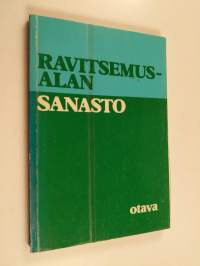 RAVITSEMUS-
ALAN
SANASTO
otava